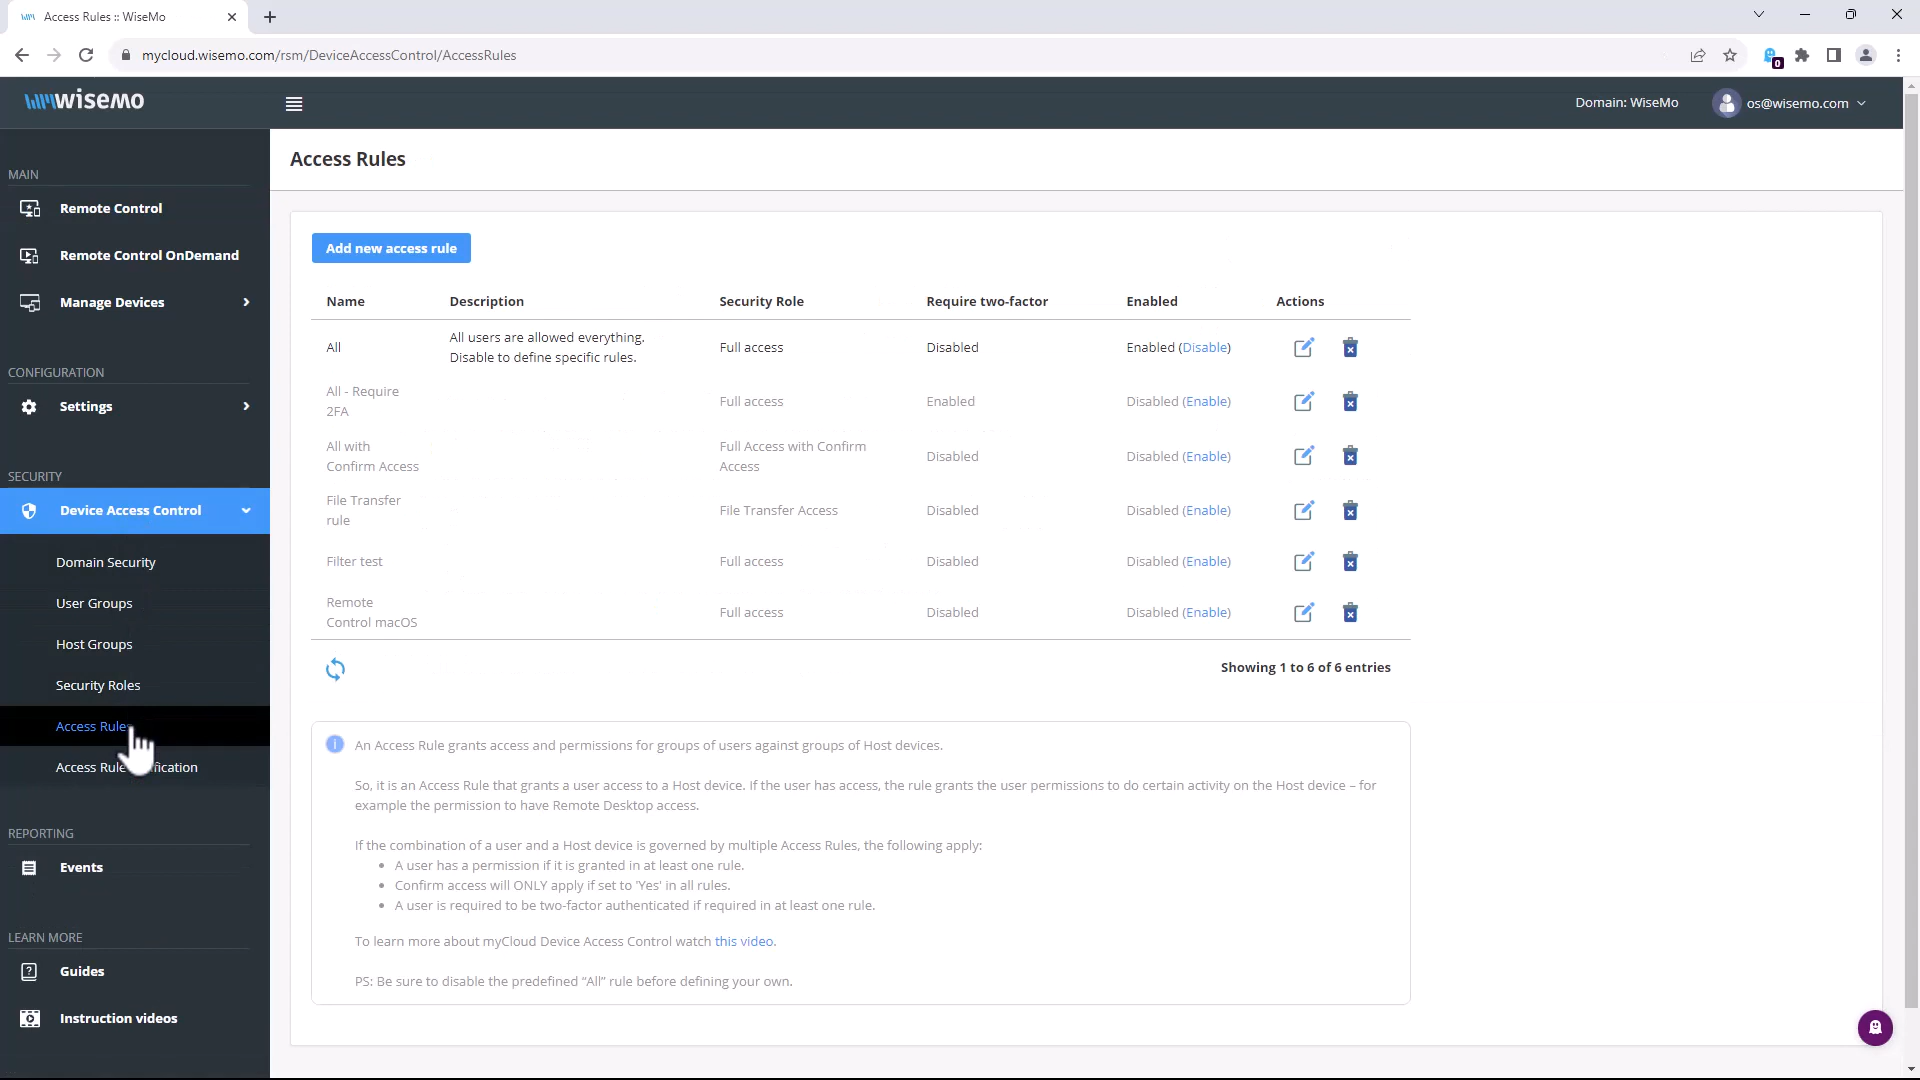 Access Rules :: WiseMo
mycloud.wisemo.com/rsm/DeviceAccessControl/AccessRules
0
wisemo
Domain: WiseMo
os@wisemo.com
MAIN
Remote Control
Remote Control OnDemand
Manage Devices
CONFIGURATION
Settings
SECURITY
Device Access Control
Domain Security
User Groups
Host Groups
Security Roles
Access Rules
Access Rule
REPORTING
Events
LEARN MORE
Guides
Instruction videos
Access Rules
Add new access rule
Name Description Security Role Require two-factor Enabled Actions
All All users are allowed everything. Full access Disabled Enabled (Disable)
Disable to define specific rules.
All - Require Full access Enabled Disabled (Enable)
2FA
All with Full Access with Confirm Disabled Disabled (Enable)
Confirm Access Access
File Transfer File Transfer Access Disabled Disabled (Enable)
rule
Filter test Full access Disabled Disabled (Enable)
Remote Full access Disabled Disabled (Enable)
Control macOS
Showing 1 to 6 of 6 entries
An Access Rule grants access and permissions for groups of users against groups of Host devices.
So, it is an Access Rule that grants a user access to a Host device. If the user has access, the rule grants the user permissions to do certain activity on the Host device – for
example the permission to have Remote Desktop access.
If the combination of a user and a Host device is governed by multiple Access Rules, the following apply:
• A user has a permission if it is granted in at least one rule.
• Confirm access will ONLY apply if set to 'Yes' in all rules.
• A user is required to be two-factor authenticated if required in at least one rule.
To learn more about myCloud Device Access Control watch this video.
PS: Be sure to disable the predefined “All” rule before defining your own.